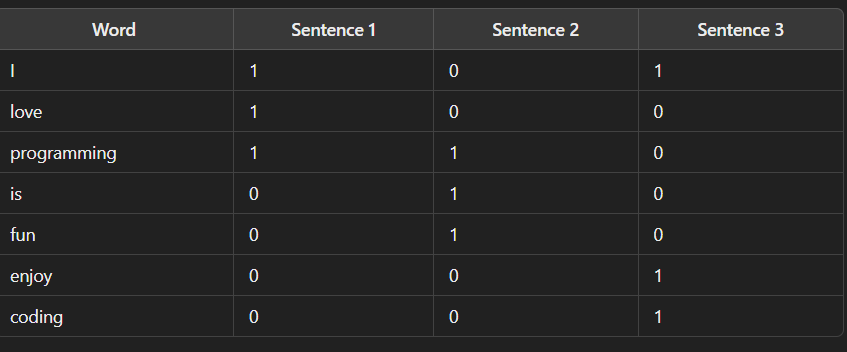 Word Sentence 1 Sentence 2 Sentence 3
I 1 0 1
love 1 0 0
programming 1 1 0
is 0 1 0
fun 0 1 0
enjoy 0 0 1
coding 0 0 1